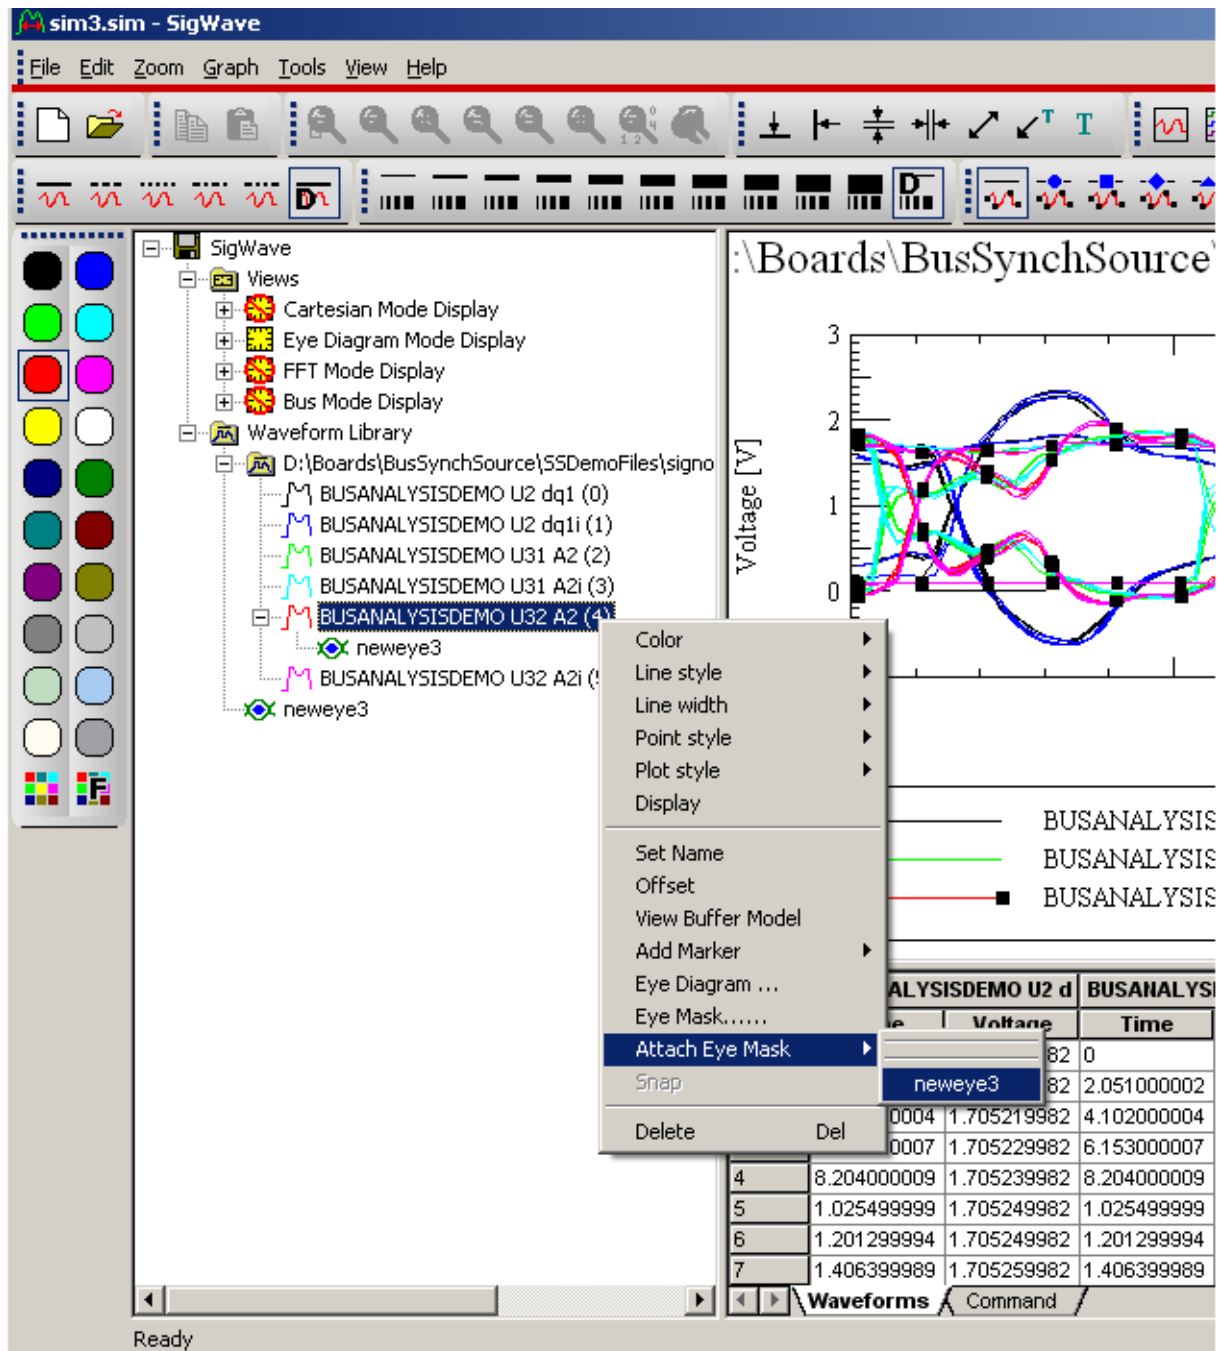 sim3.sim - SigWave
File Edit Zoom Graph Tools View Help
T T
D D
SigWave
Views
Cartesian Mode Display
Eye Diagram Mode Display
FFT Mode Display
Bus Mode Display
Waveform Library
D:\Boards\BusSynchSource\SSDemoFiles\signo
BUSANALYSISDEMO U2 dq1 (0)
BUSANALYSISDEMO U2 dq1i (1)
BUSANALYSISDEMO U31 A2 (2)
BUSANALYSISDEMO U31 A2i (3)
BUSANALYSISDEMO U32 A2 (4)
neweye3
BUSANALYSISDEMO U32 A2i (
neweye3
F
Color
Line style
Line width
Point style
Plot style
Display
Set Name
Offset
View Buffer Model
Add Marker
Eye Diagram ...
Eye Mask......
Attach Eye Mask
Snap
Delete Del
neweye3
:\Boards\BusSynchSource\
Voltage [V]
3
2
1
0
BUSANALYSIS
BUSANALYSIS
BUSANALYSIS
ALYSISDEMO U2 d BUSANALYSI
e Voltage Time
82 0
82 2.051000002
0004 1.705219982 4.102000004
0007 1.705229982 6.153000007
4 8.204000009 1.705239982 8.204000009
5 1.025499999 1.705249982 1.025499999
6 1.201299994 1.705249982 1.201299994
7 1.406399989 1.705259982 1.406399989
Waveforms Command
Ready